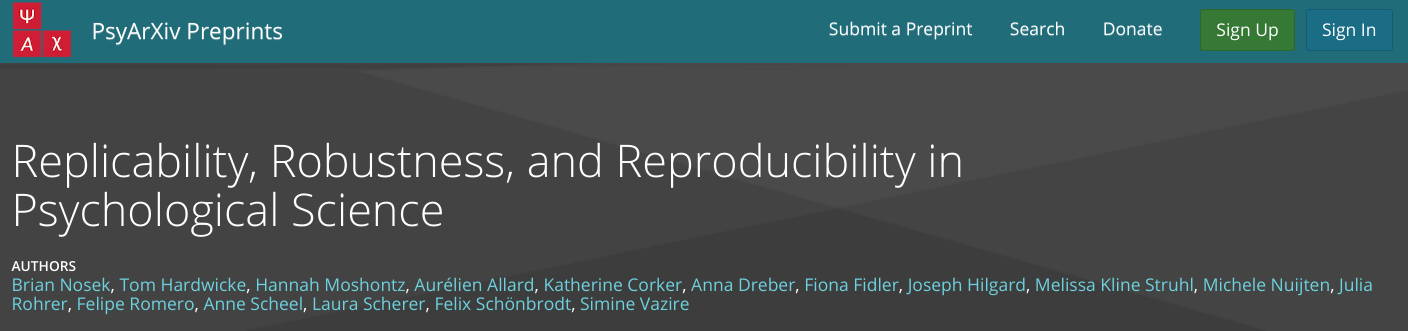 Ψ
A χ
PsyArXiv Preprints
Submit a Preprint Search Donate Sign Up Sign In
Replicability, Robustness, and Reproducibility in
Psychological Science
AUTHORS
Brian Nosek, Tom Hardwicke, Hannah Moshontz, Aurélien Allard, Katherine Corker, Anna Dreber, Fiona Fidler, Joseph Hilgard, Melissa Kline Struhl, Michele Nuijten, Julia
Rohrer, Felipe Romero, Anne Scheel, Laura Scherer, Felix Schönbrodt, Simine Vazire